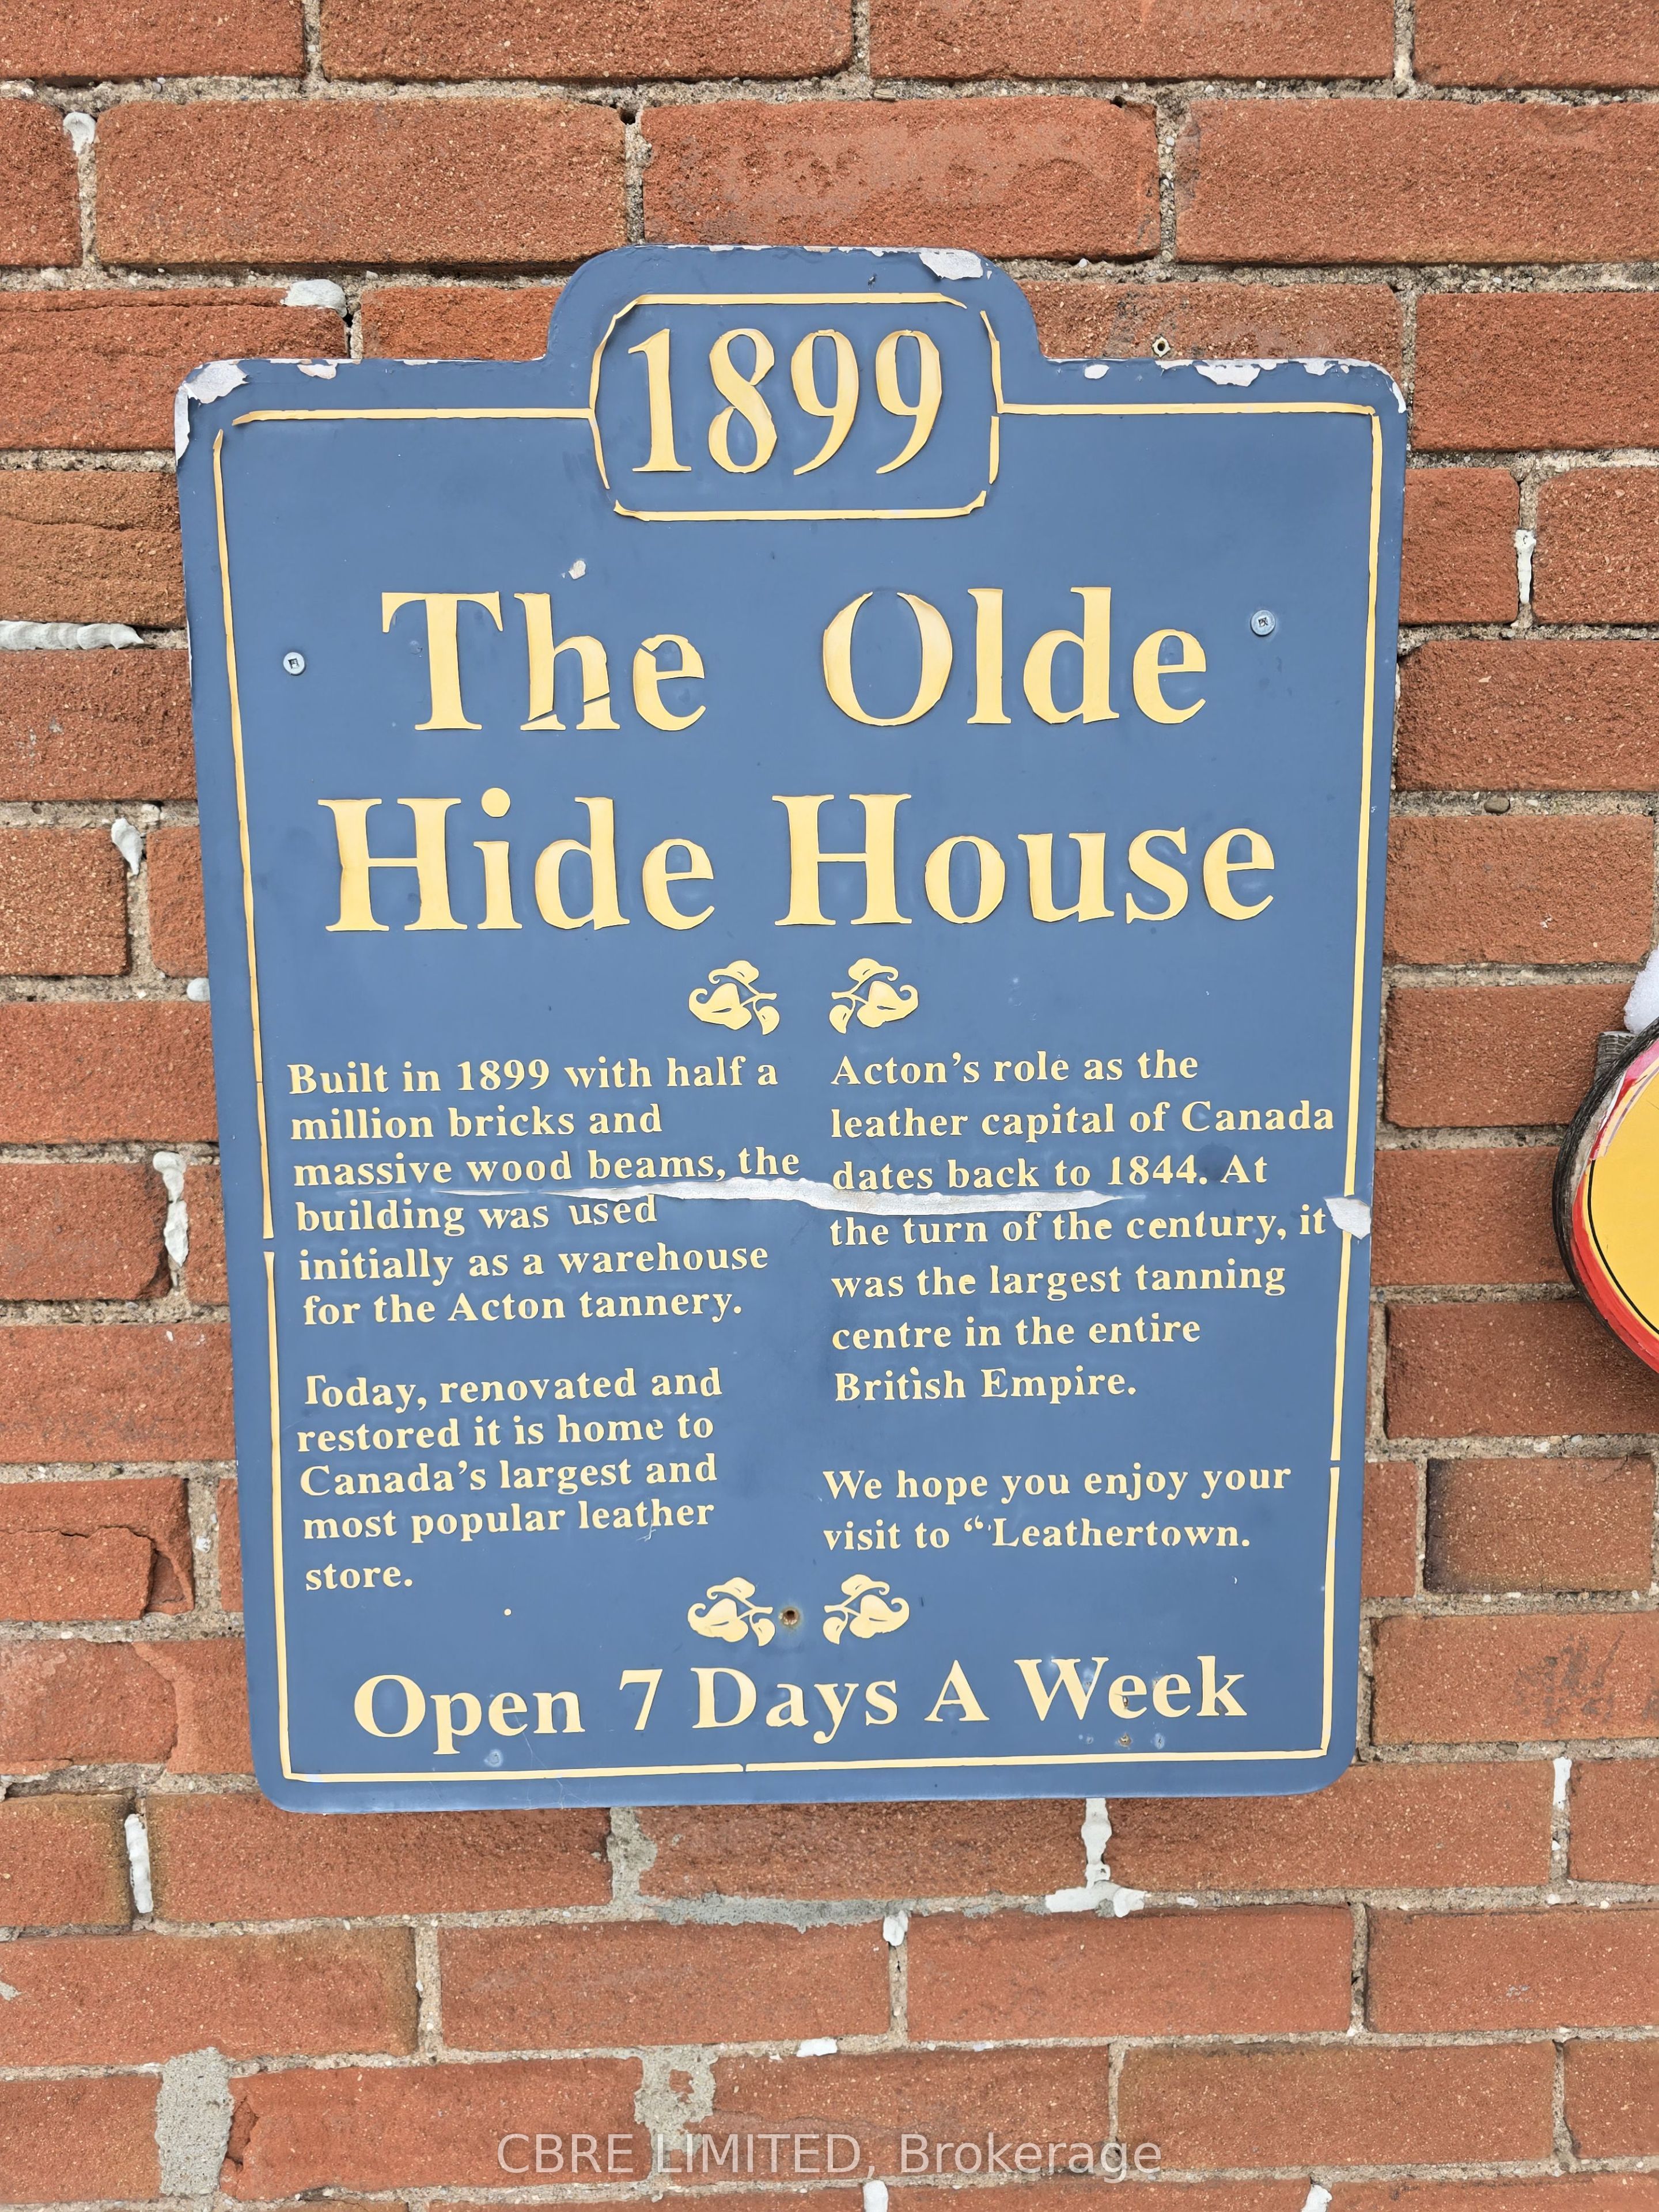 1899
The Olde
Hide House
Built in 1899 with half a
million bricks and
massive wood beams, the
building was used
initially as a warehouse
for the Acton tannery.
Today, renovated and
restored it is home to
Canada's largest and
most popular leather
store.
Acton's role as the
leather capital of Canada
dates back to 1844. At
the turn of the century, it
was the largest tanning
centre in the entire
British Empire.
We hope you enjoy your
visit to “Leathertown.
Open 7 Days A Week
CBRE LIMITED, Brokerage